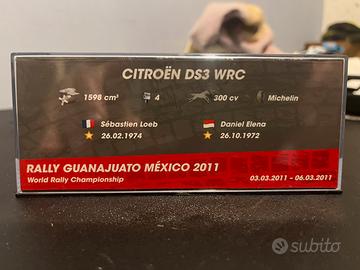 CITROËN DS3 WRC
1598 cm³ 4 300 cv Michelin
Sébastien Loeb Daniel Elena
26.02.1974 26.10.1972
RALLY GUANAJUATO MÉXICO 2011
World Rally Championship 03.03.2011 - 06.03.2011
subito